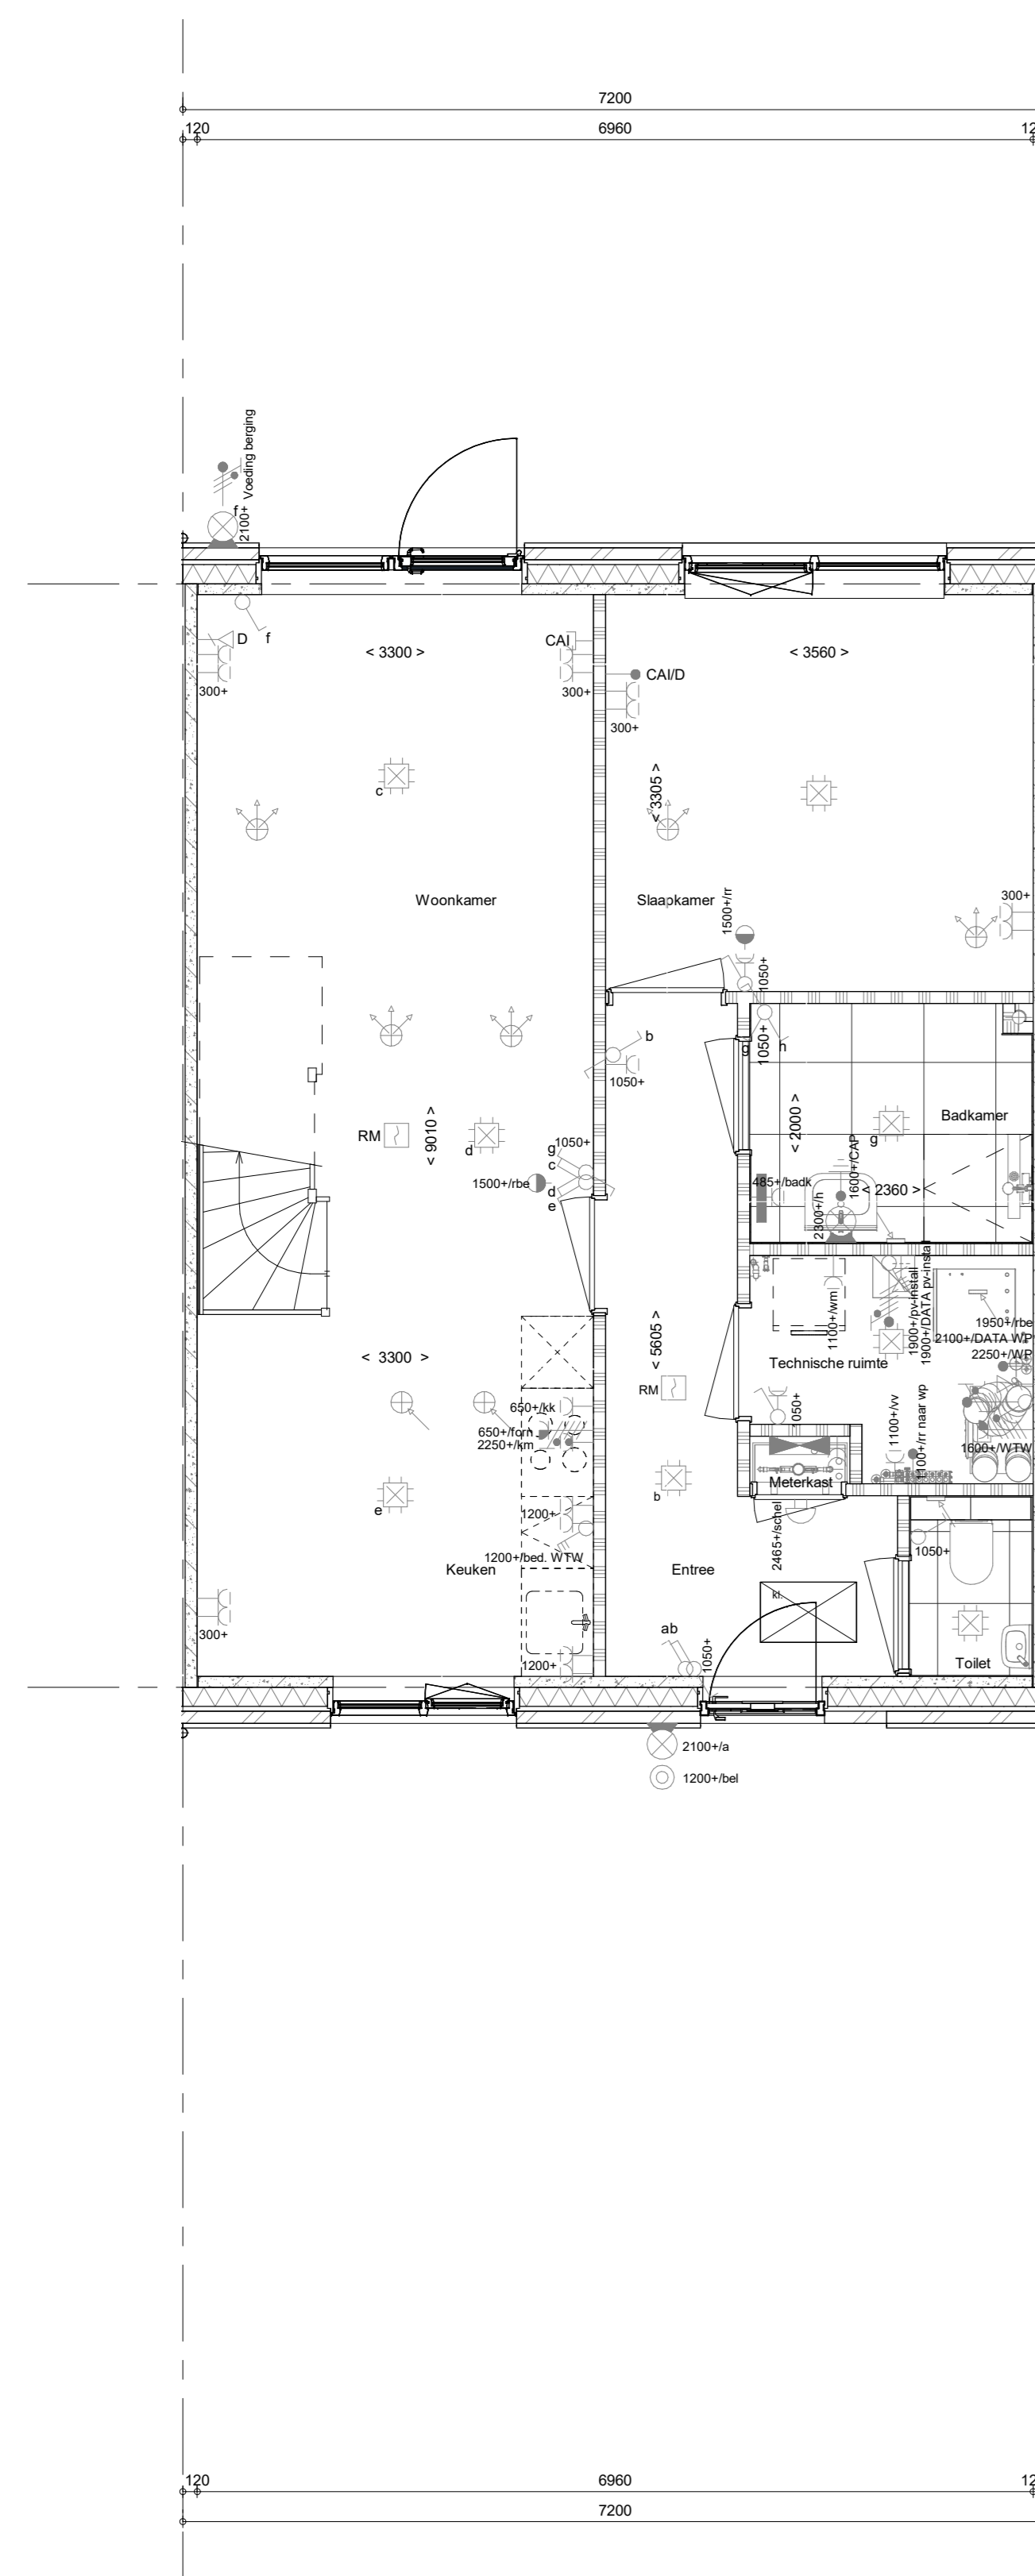 7200
120
6960
12
2100+ Voeding berging
f
D
f
300+
< 3300 >
CAI
300+
CAI/D
300+
< 3560 >
< 3305 >
c
Woonkamer
Slaapkamer
1500+/rr
300+
1050+
1050+
g
h
b
1050+
Badkamer
g
< 2000 >
1600+/CAP
< 2360 >
485+/badk
2300+/h
RM
d
< 9010 >
1050+
g
c
1500+/rbe
d
e
1100+/wm
1900+/pv-install
1900+/DATA pv-install
1950+/rbe
2100+/DATA WP
2250+/WP
Technische ruimte
< 3300 >
< 5605 >
RM
650+/kk
650+/forn
2250+/km
1050+
1100+/vv
1100+/rr naar wp
1600+/WTW
Meterkast
e
b
1200+
1200+/bed. WTW
2465+/schel
1050+
Keuken
Entree
kl.
300+
ab
1050+
1200+
Toilet
2100+/a
1200+/bel
120
6960
12
7200